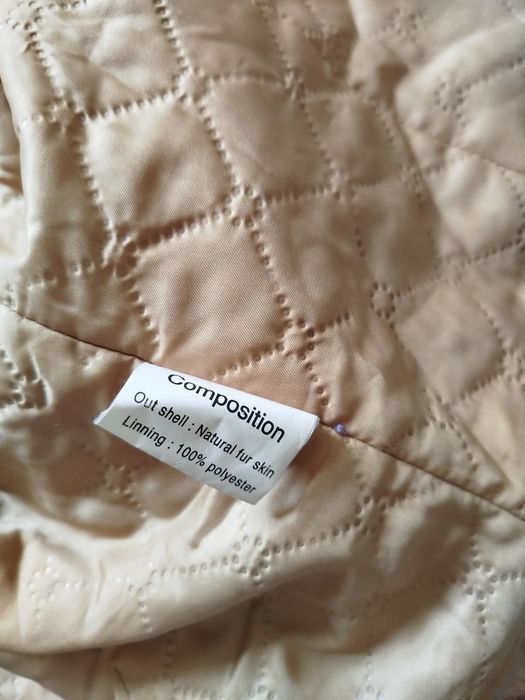 Composition
Out shell : Natural fur skin
Linning : 100% polyester